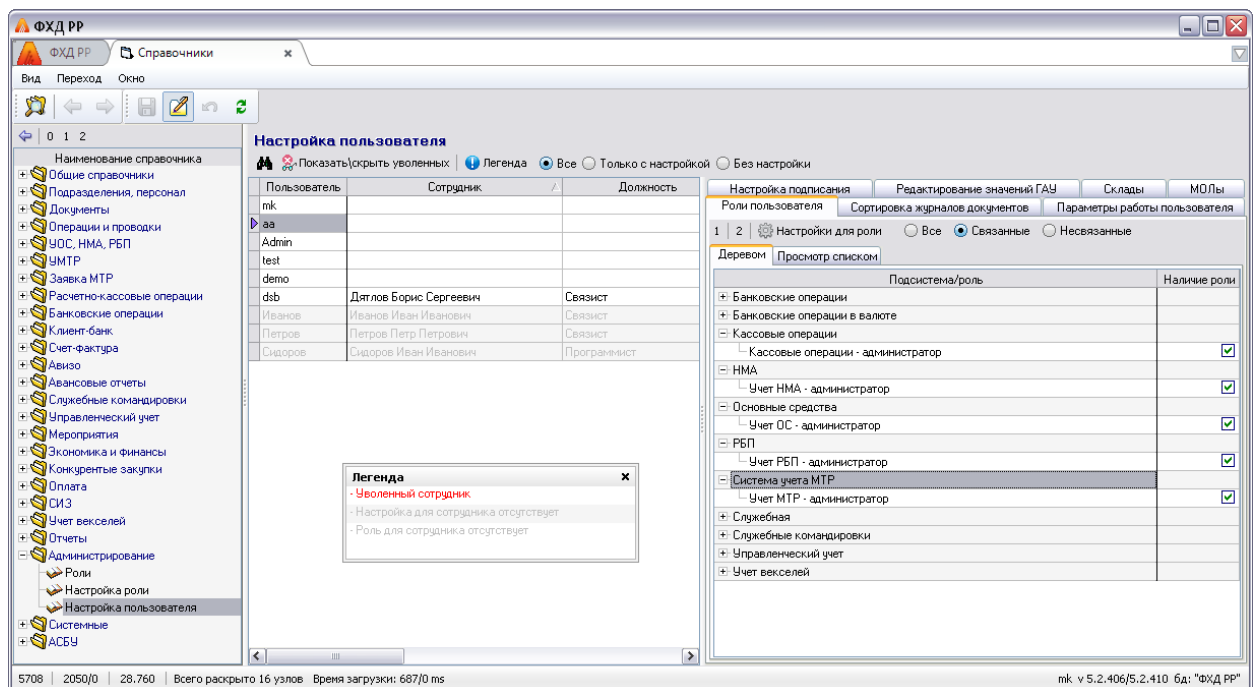 ФХД РР
ФХД РР Справочники
Вид Переход Окно
0 1 2
Наименование справочника
Общие справочники
Подразделения, персонал
Документы
Операции и проводки
УОС, НМА, РБП
УМТР
Заявка МТР
Расчетно-кассовые операции
Банковские операции
Клиент-банк
Счет-фактура
Авизо
Авансовые отчеты
Служебные командировки
Управленческий учет
Мероприятия
Экономика и финансы
Конкурентные закупки
Оплата
СИЗ
Учет векселей
Отчеты
Администрирование
Роли
Настройка роли
Настройка пользователя
Системные
АСБУ
Настройка пользователя
Показать\скрыть уволенных Легенда Все Только с настройкой Без настройки
Пользователь Сотрудник Должность
mk
aa
Admin
test
demo
dsb Дятлов Борис Сергеевич Связист
Иванов Иванов Иван Иванович Связист
Петров Петров Петр Петрович Связист
Сидоров Сидоров Иван Иванович Программист
Легенда
- Уволенный сотрудник
- Настройка для сотрудника отсутствует
- Роль для сотрудника отсутствует
Настройка подписания Редактирование значений ГАУ Склады МОЛы
Роли пользователя Сортировка журналов документов Параметры работы пользователя
1 2 Настройки для роли Все Связанные Несвязанные
Деревом Просмотр списком
Подсистема/роль Наличие роли
Банковские операции
Банковские операции в валюте
Кассовые операции
Кассовые операции - администратор
НМА
Учет НМА - администратор
Основные средства
Учет ОС - администратор
РБП
Учет РБП - администратор
Система учета МТР
Учет МТР - администратор
Служебная
Служебные командировки
Управленческий учет
Учет векселей
5708 2050/0 28.760 Всего раскрыто 16 узлов Время загрузки: 687/0 ms mk v 5.2.406/5.2.410 бд: "ФХД РР"